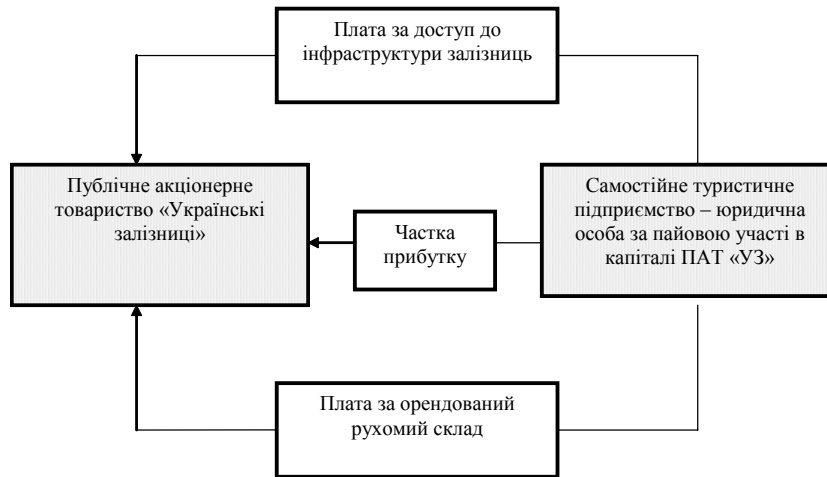 Плата за доступ до
інфраструктури залізниць
Публічне акціонерне
товариство «Українські
залізниці»
Частка
прибутку
Самостійне туристичне
підприємство – юридична
особа за пайовою участі в
капіталі ПАТ «УЗ»
Плата за орендований
рухомий склад